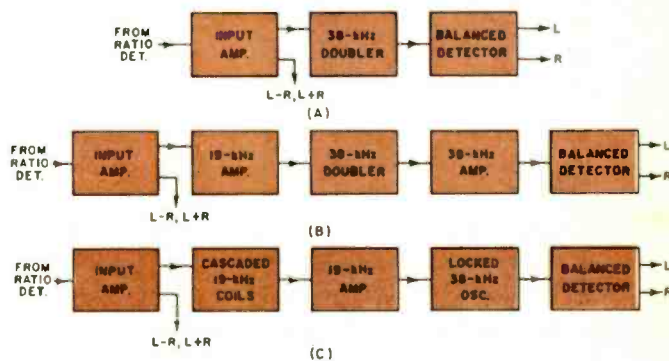 FROM
RATIO
DET.
INPUT
AMP.
38-kHz
DOUBLER
BALANCED
DETECTOR
L
R
L-R, L+R
(A)
FROM
RATIO
DET.
INPUT
AMP.
19-kHz
AMP.
38-kHz
DOUBLER
38-kHz
AMP.
BALANCED
DETECTOR
L
R
L-R, L+R
(B)
FROM
RATIO
DET.
INPUT
AMP.
CASCADED
19-kHz
COILS
19-kHz
AMP.
LOCKED
38-kHz
OSC.
BALANCED
DETECTOR
L
R
L-R, L+R
(C)